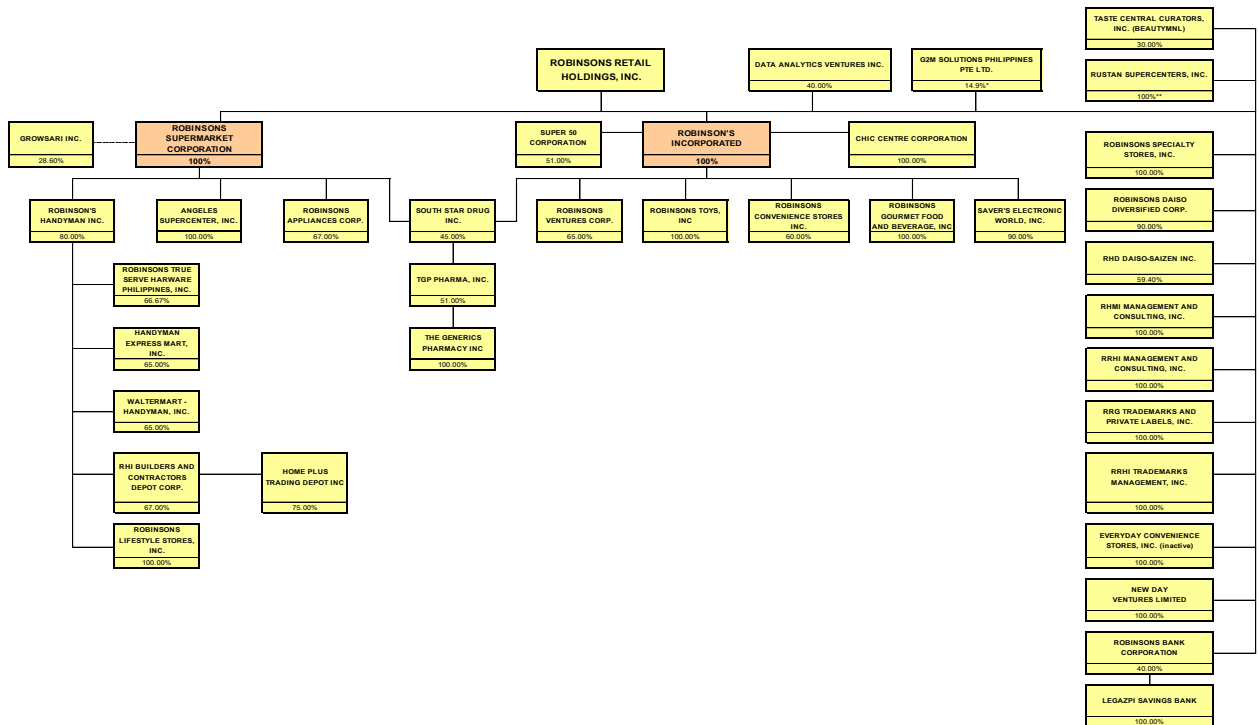 TASTE CENTRAL CURATORS,
INC. (BEAUTYMNL)
30.00%
ROBINSONS RETAIL
HOLDINGS, INC.
DATA ANALYTICS VENTURES INC.
40.00%
G2M SOLUTIONS PHILIPPINES
PTE LTD.
14.9%*
RUSTAN SUPERCENTERS, INC.
100%**
GROWSARI INC.
28.60%
ROBINSONS
SUPERMARKET
CORPORATION
100%
SUPER 50
CORPORATION
51.00%
ROBINSON'S
INCORPORATED
100%
CHIC CENTRE CORPORATION
100.00%
ROBINSONS SPECIALTY
STORES, INC.
100.00%
ROBINSON'S
HANDYMAN INC.
80.00%
ANGELES
SUPERCENTER, INC.
100.00%
ROBINSONS
APPLIANCES CORP.
67.00%
SOUTH STAR DRUG
INC.
45.00%
ROBINSONS
VENTURES CORP.
65.00%
ROBINSONS TOYS,
INC
100.00%
ROBINSONS
CONVENIENCE STORES
INC.
60.00%
ROBINSONS
GOURMET FOOD
AND BEVERAGE, INC
100.00%
SAVER'S ELECTRONIC
WORLD, INC.
90.00%
ROBINSONS DAISO
DIVERSIFIED CORP.
90.00%
ROBINSONS TRUE
SERVE HARWARE
PHILIPPINES, INC.
66.67%
TGP PHARMA, INC.
51.00%
RHD DAISO-SAIZEN INC.
59.40%
HANDYMAN
EXPRESS MART,
INC.
65.00%
THE GENERICS
PHARMACY INC
100.00%
RHMI MANAGEMENT AND
CONSULTING, INC.
100.00%
RRHI MANAGEMENT AND
CONSULTING, INC.
100.00%
WALTERMART -
HANDYMAN, INC.
65.00%
RRG TRADEMARKS AND
PRIVATE LABELS, INC.
100.00%
RHI BUILDERS AND
CONTRACTORS
DEPOT CORP.
67.00%
HOME PLUS
TRADING DEPOT INC
75.00%
RRHI TRADEMARKS
MANAGEMENT, INC.
100.00%
ROBINSONS
LIFESTYLE STORES,
INC.
100.00%
EVERYDAY CONVENIENCE
STORES, INC. (inactive)
100.00%
NEW DAY
VENTURES LIMITED
100.00%
ROBINSONS BANK
CORPORATION
40.00%
LEGAZPI SAVINGS BANK
100.00%